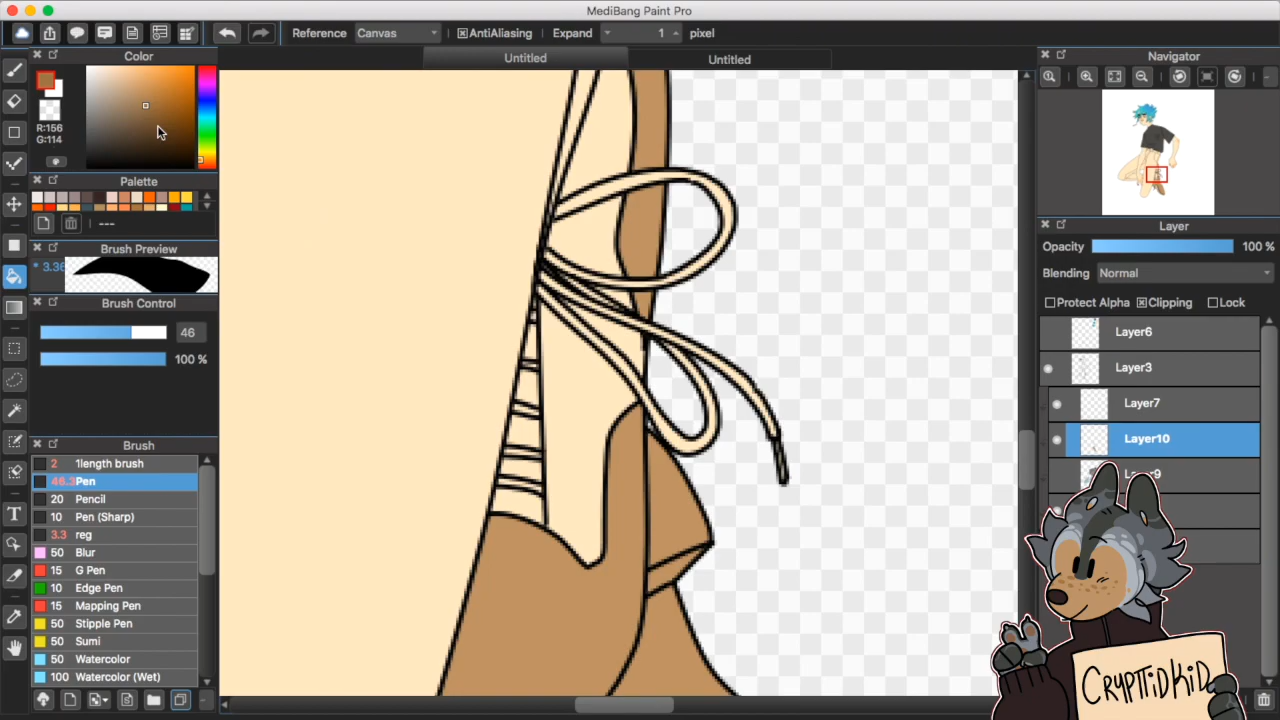 MediBang Paint Pro
Reference Canvas AntiAliasing Expand 1 pixel
Color
Untitled Untitled
Navigator
R:156
G:114
Palette
---
Brush Preview
* 3.36
Brush Control
46
100 %
Layer
Opacity 100 %
Blending Normal
Protect Alpha Clipping Lock
Layer6
Layer3
Layer7
Layer10
Layer9
Brush
2 1length brush
46.3 Pen
20 Pencil
10 Pen (Sharp)
3.3 reg
50 Blur
15 G Pen
10 Edge Pen
15 Mapping Pen
50 Stipple Pen
50 Sumi
50 Watercolor
100 Watercolor (Wet)
T
CRYPTiDKiD